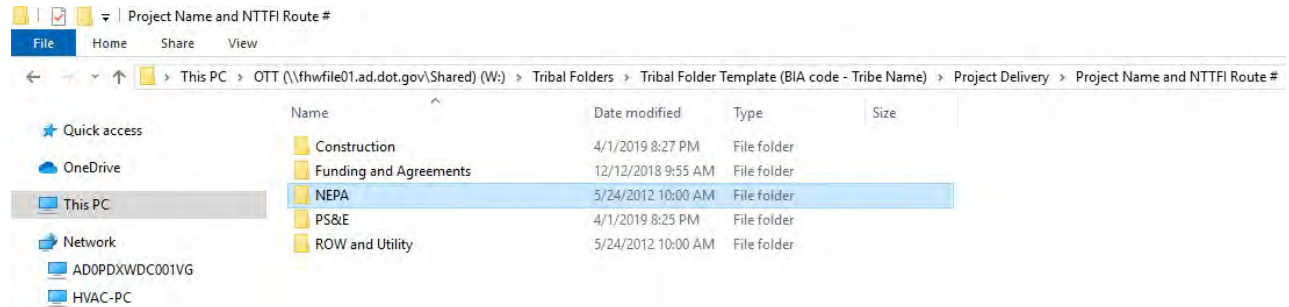 Project Name and NTTFI Route #
File Home Share View
This PC > OTT (\\fhwfile01.ad.dot.gov\Shared) (W:) > Tribal Folders > Tribal Folder Template (BIA code - Tribe Name) > Project Delivery > Project Name and NTTFI Route #
Name Date modified Type Size
Quick access
OneDrive
This PC
Network
AD0PDXWDC001VG
HVAC-PC
Construction 4/1/2019 8:27 PM File folder
Funding and Agreements 12/12/2018 9:55 AM File folder
NEPA 5/24/2012 10:00 AM File folder
PS&E 4/1/2019 8:25 PM File folder
ROW and Utility 5/24/2012 10:00 AM File folder